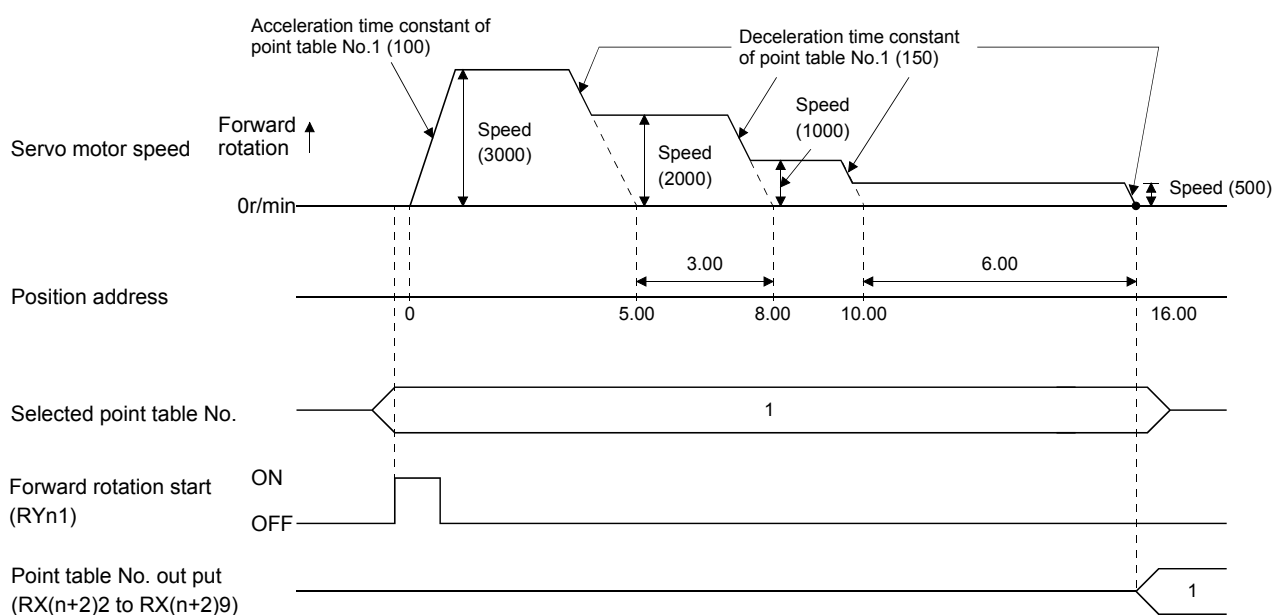 Acceleration time constant of
point table No.1 (100)
Deceleration time constant
of point table No.1 (150)
Servo motor speed
Forward
rotation
Speed
(3000)
Speed
(2000)
Speed
(1000)
Speed (500)
0r/min
3.00
6.00
Position address
0
5.00
8.00
10.00
16.00
Selected point table No.
1
Forward rotation start
(RYn1)
ON
OFF
Point table No. out put
(RX(n+2)2 to RX(n+2)9)
1